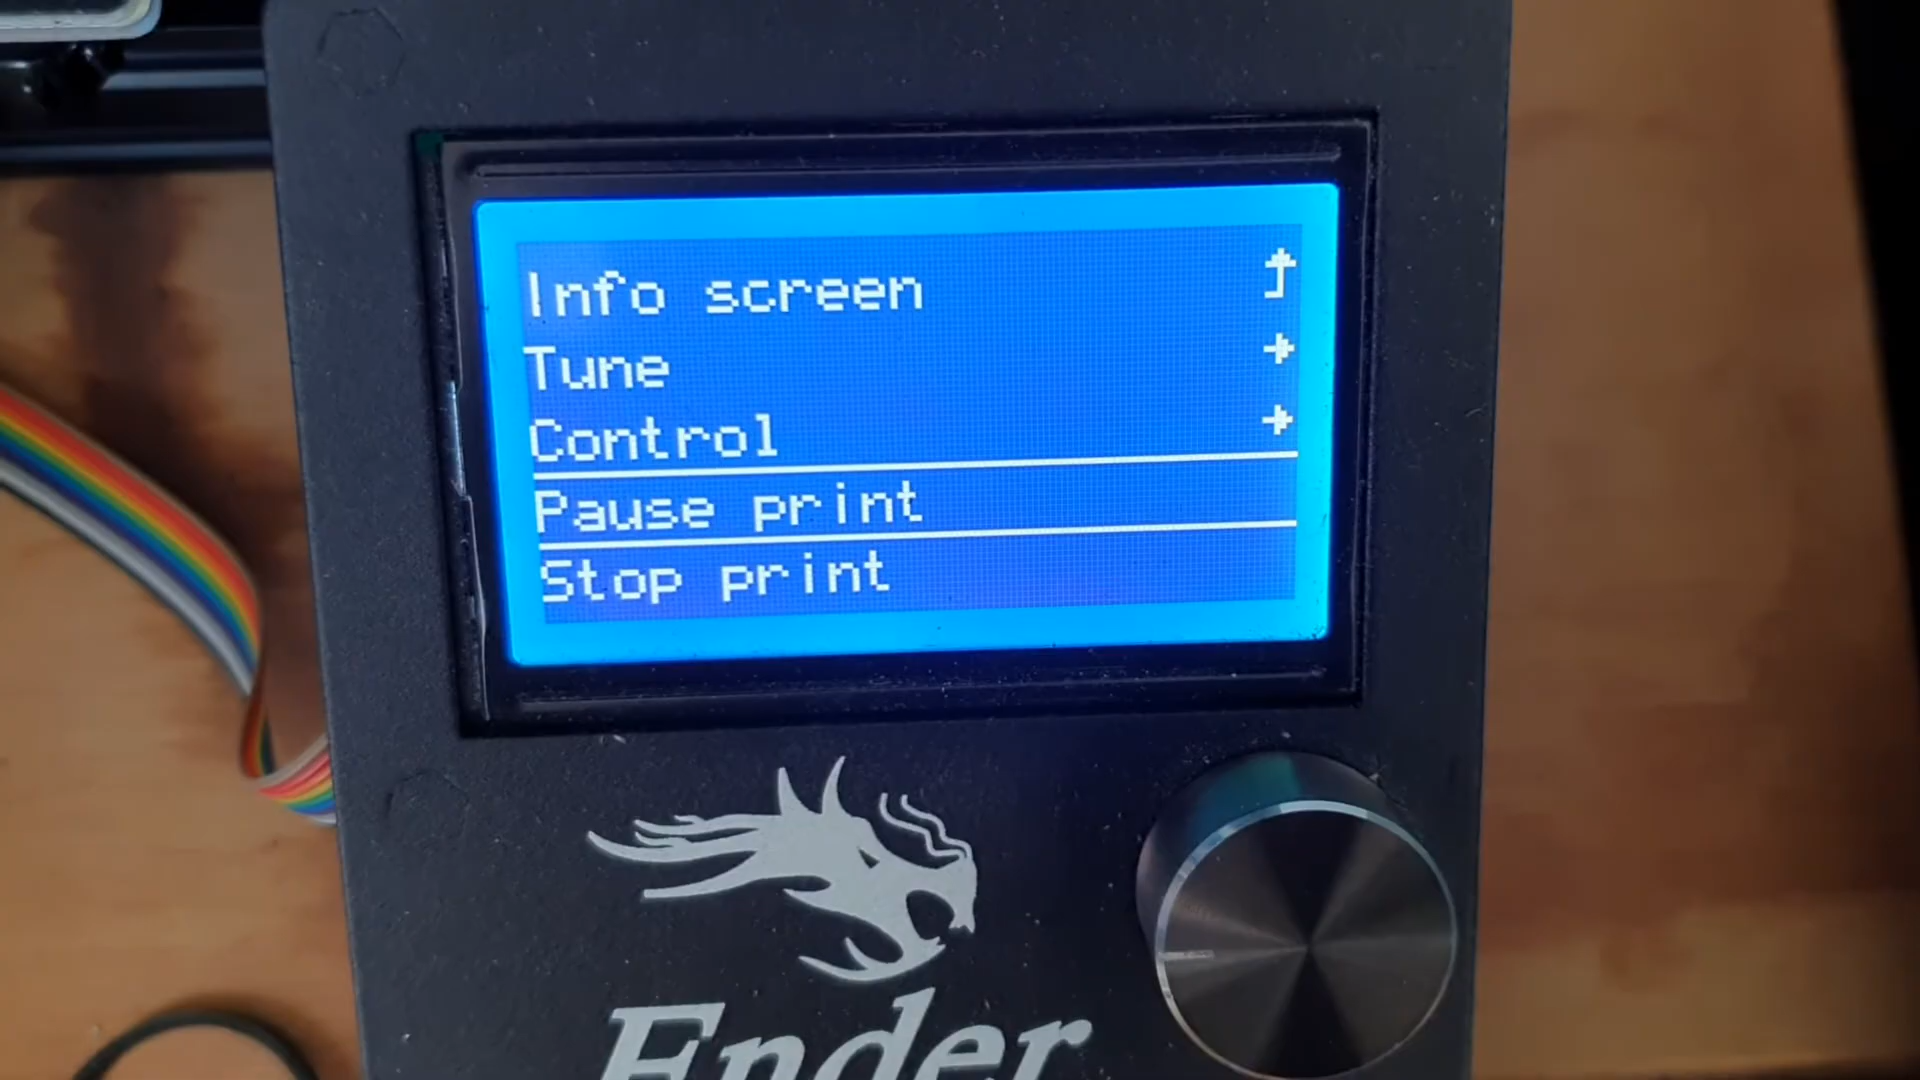 Info screen
Tune
Control
Pause print
Stop print
Ender